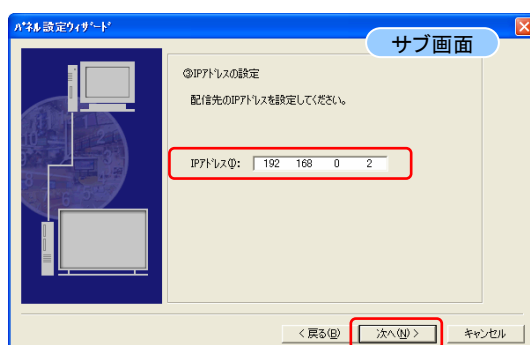 パネル設定ウィザード
サブ画面
③IPアドレスの設定
配信先のIPアドレスを設定してください。
IPアドレス(I): 192 168 0 2
< 戻る(B) 次へ(N) > キャンセル